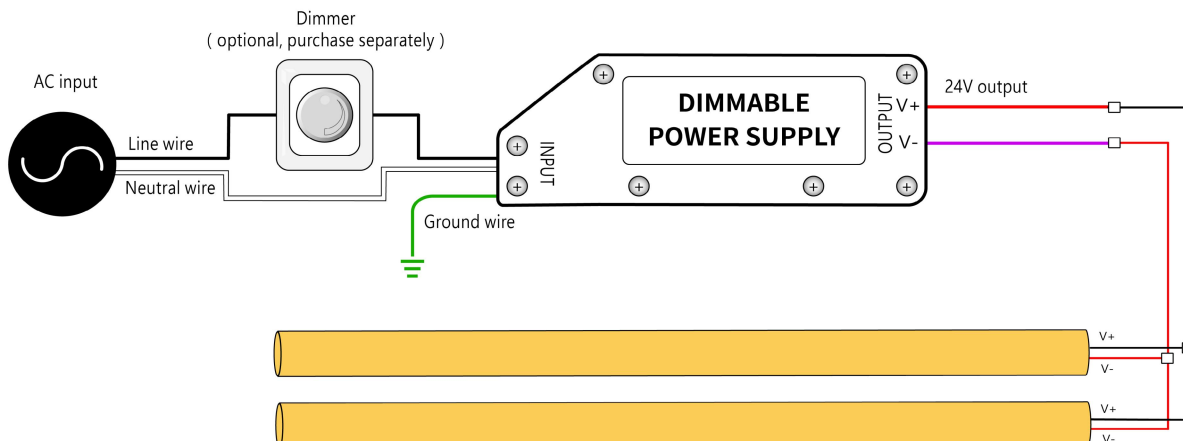 Dimmer
( optional, purchase separately )
AC input
Line wire
Neutral wire
INPUT
Ground wire
DIMMABLE
POWER SUPPLY
OUTPUT
V+
V-
24V output
V+
V-
V+
V-